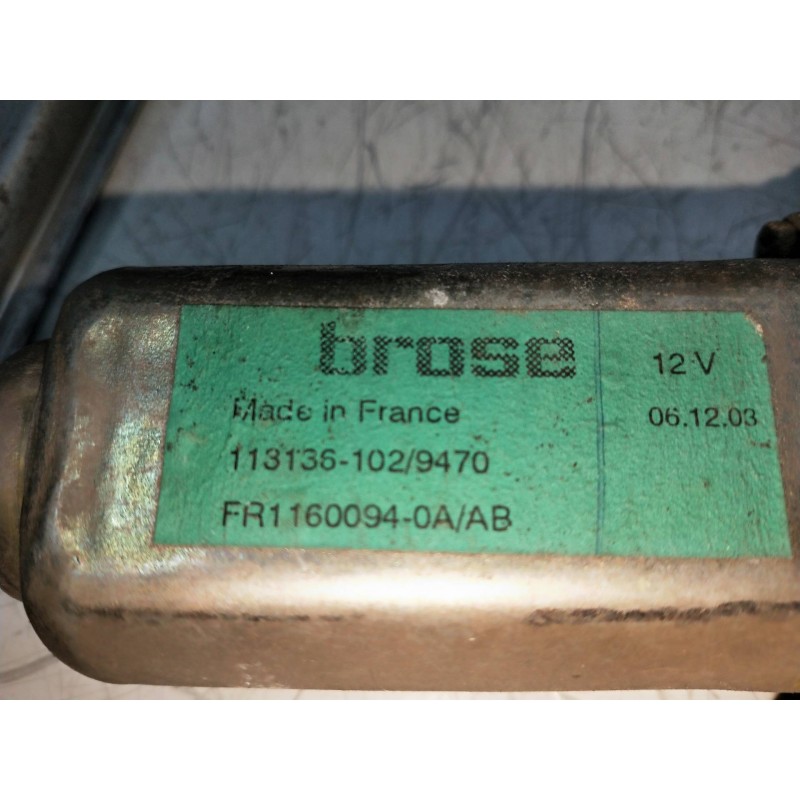 brose
12 V
Made in France
06.12.03
113136-102/9470
FR1160094-0A/AB